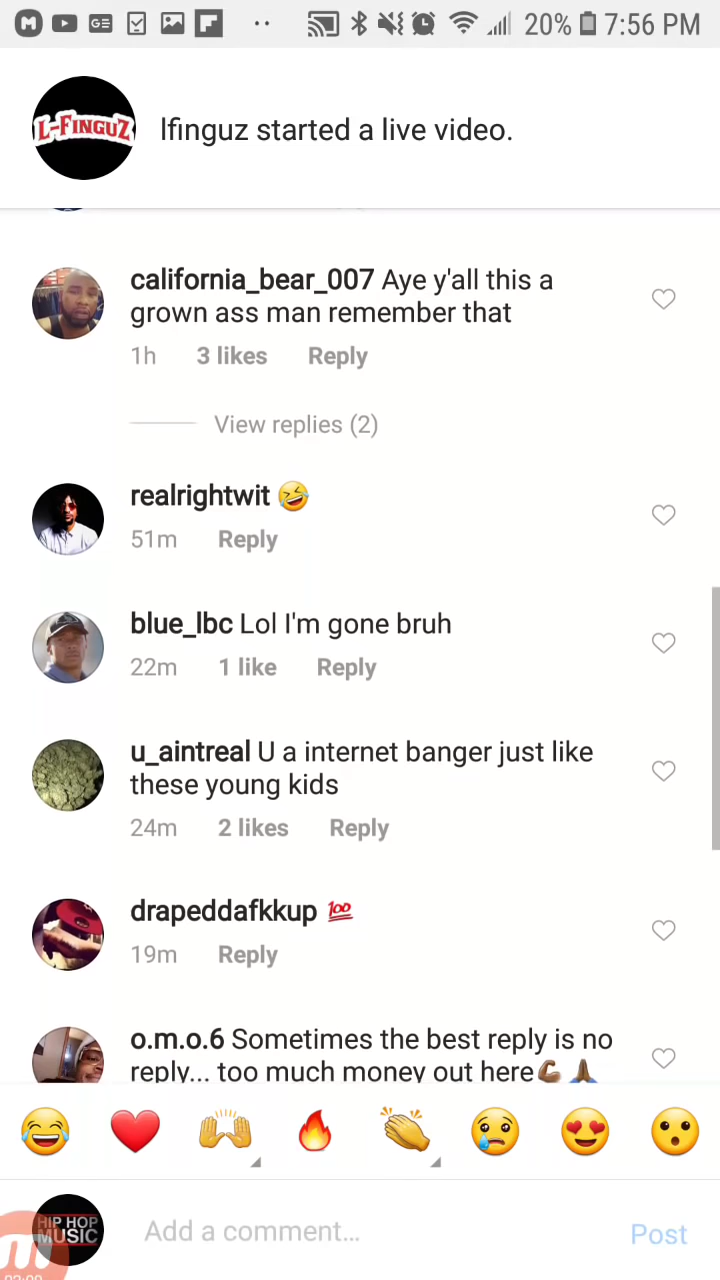 20% 7:56 PM
L-FINGUZ
lfinguz started a live video.
california_bear_007 Aye y'all this a
grown ass man remember that
1h 3 likes Reply
View replies (2)
realrightwit 🤣
51m Reply
blue_lbc Lol I'm gone bruh
22m 1 like Reply
u_aintreal U a internet banger just like
these young kids
24m 2 likes Reply
drapeddafkkup 💯
19m Reply
o.m.o.6 Sometimes the best reply is no
reply... too much money out here💪🏾🙏🏾
😂 ❤️ 🙌 🔥 👏 😢 😍 😮
HIP HOP
MUSIC
Add a comment...
Post